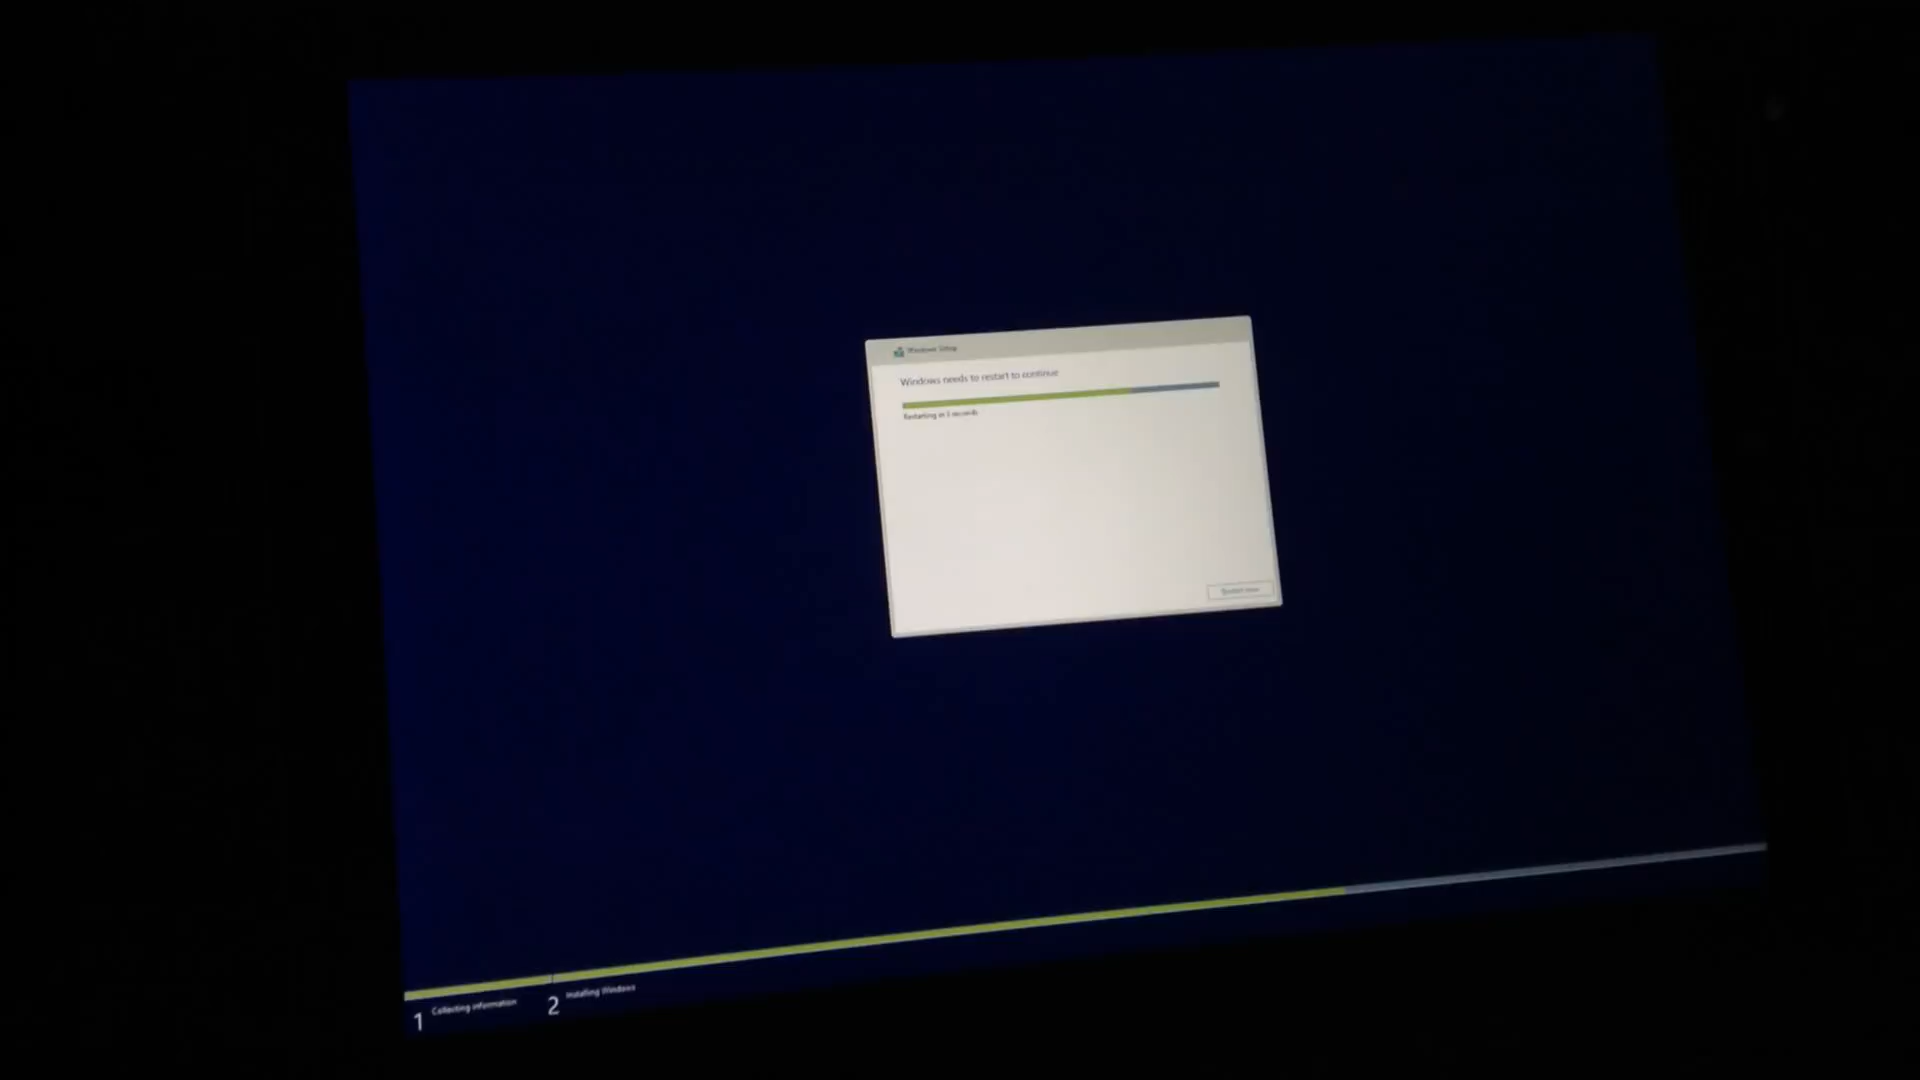 Windows Setup
Windows needs to restart to continue
Restarting in 3 seconds
Restart now
1 Collecting information
2 Installing Windows